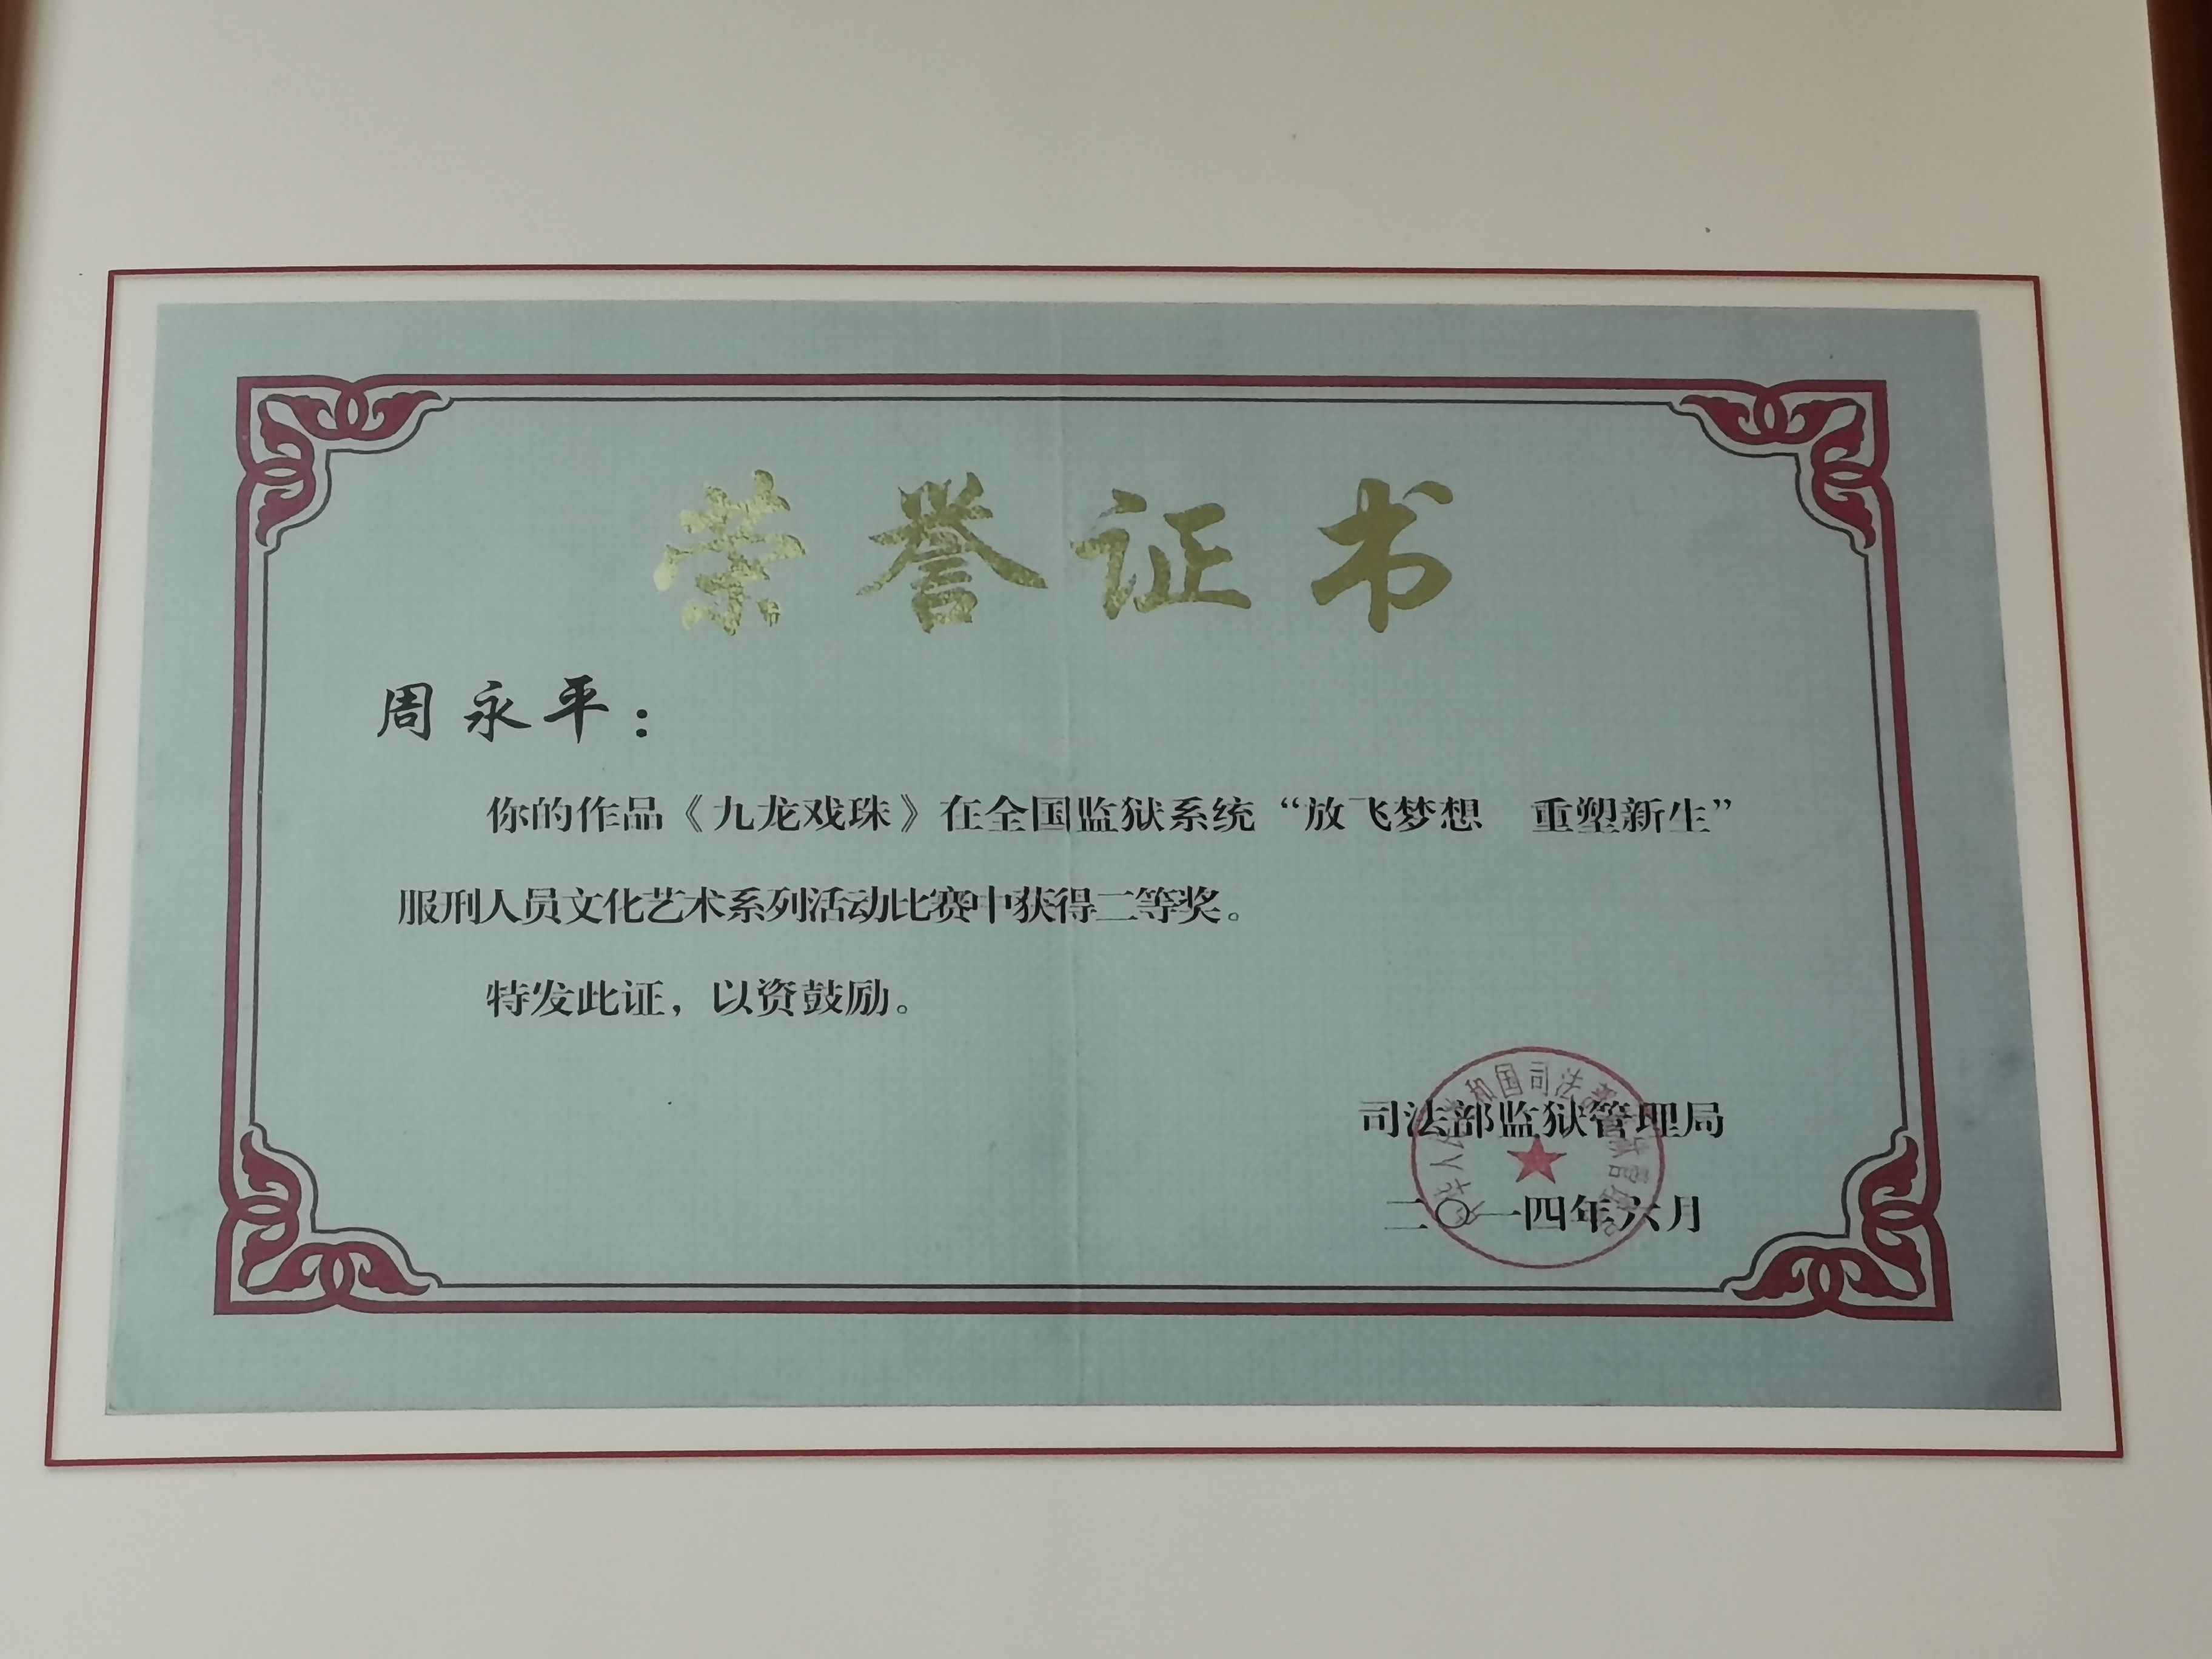 荣誉证书
周永平：
你的作品《九龙戏珠》在全国监狱系统“放飞梦想　重塑新生”
服刑人员文化艺术系列活动比赛中获得二等奖。
特发此证，以资鼓励。
司法部监狱管理局
二〇一四年六月